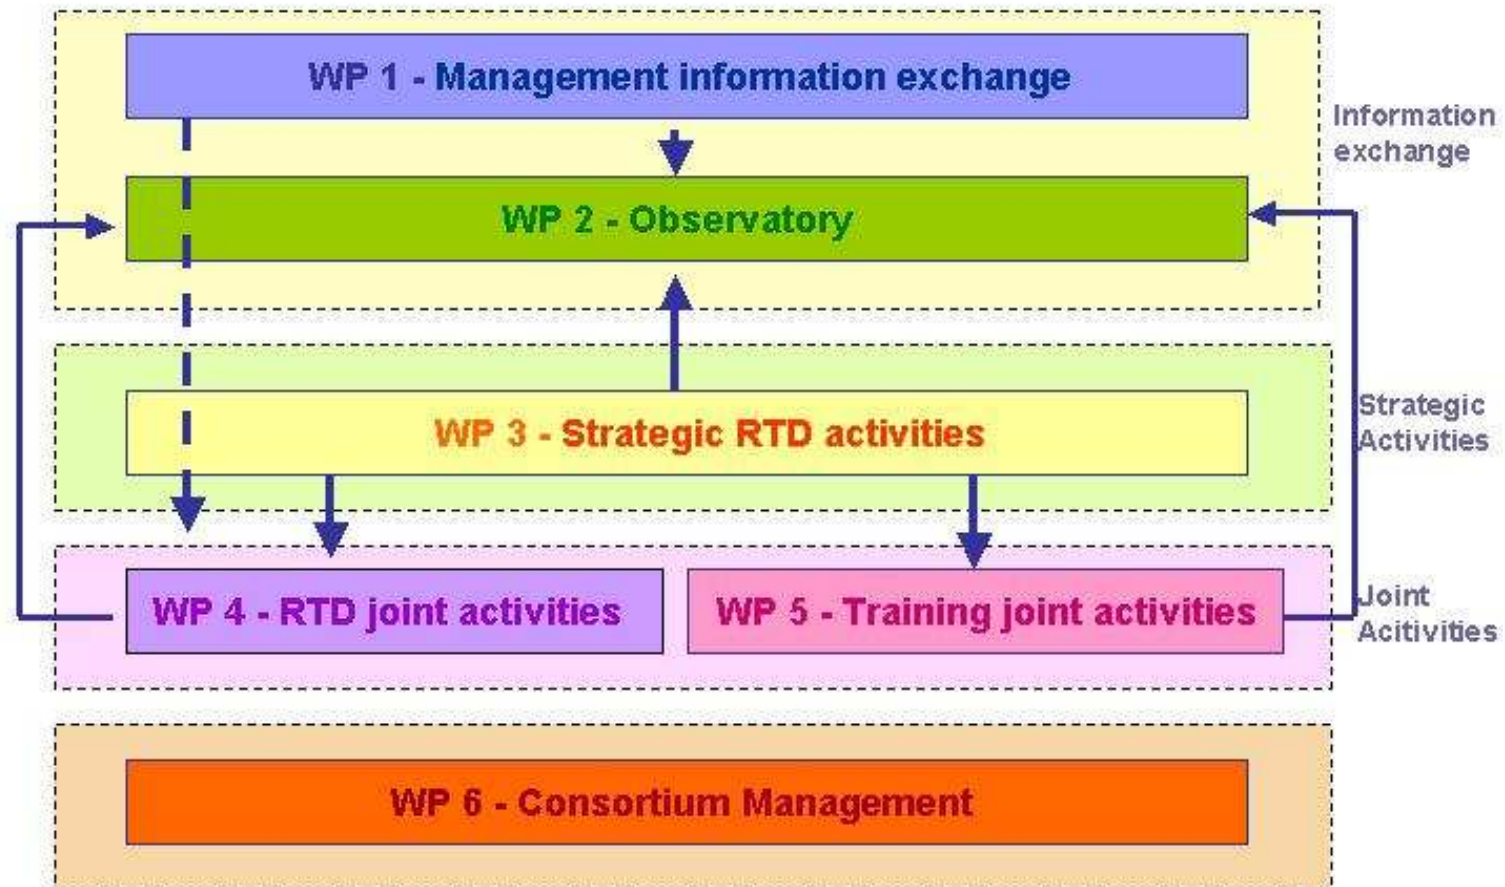 WP 1 - Management information exchange
Information
exchange
WP 2 - Observatory
WP 3 - Strategic RTD activities
Strategic
Activities
WP 4 - RTD joint activities
WP 5 - Training joint activities
Joint
Acitivities
WP 6 - Consortium Management